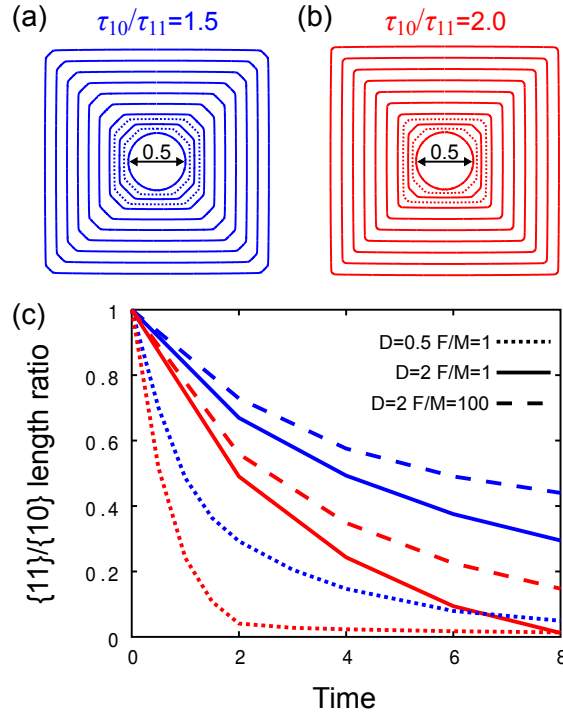 (a)
τ10/τ11=1.5
(b)
τ10/τ11=2.0
0.5
0.5
(c)
{11}/{10} length ratio
1
0.8
0.6
0.4
0.2
0
D=0.5 F/M=1
D=2 F/M=1
D=2 F/M=100
0
2
4
6
8
Time